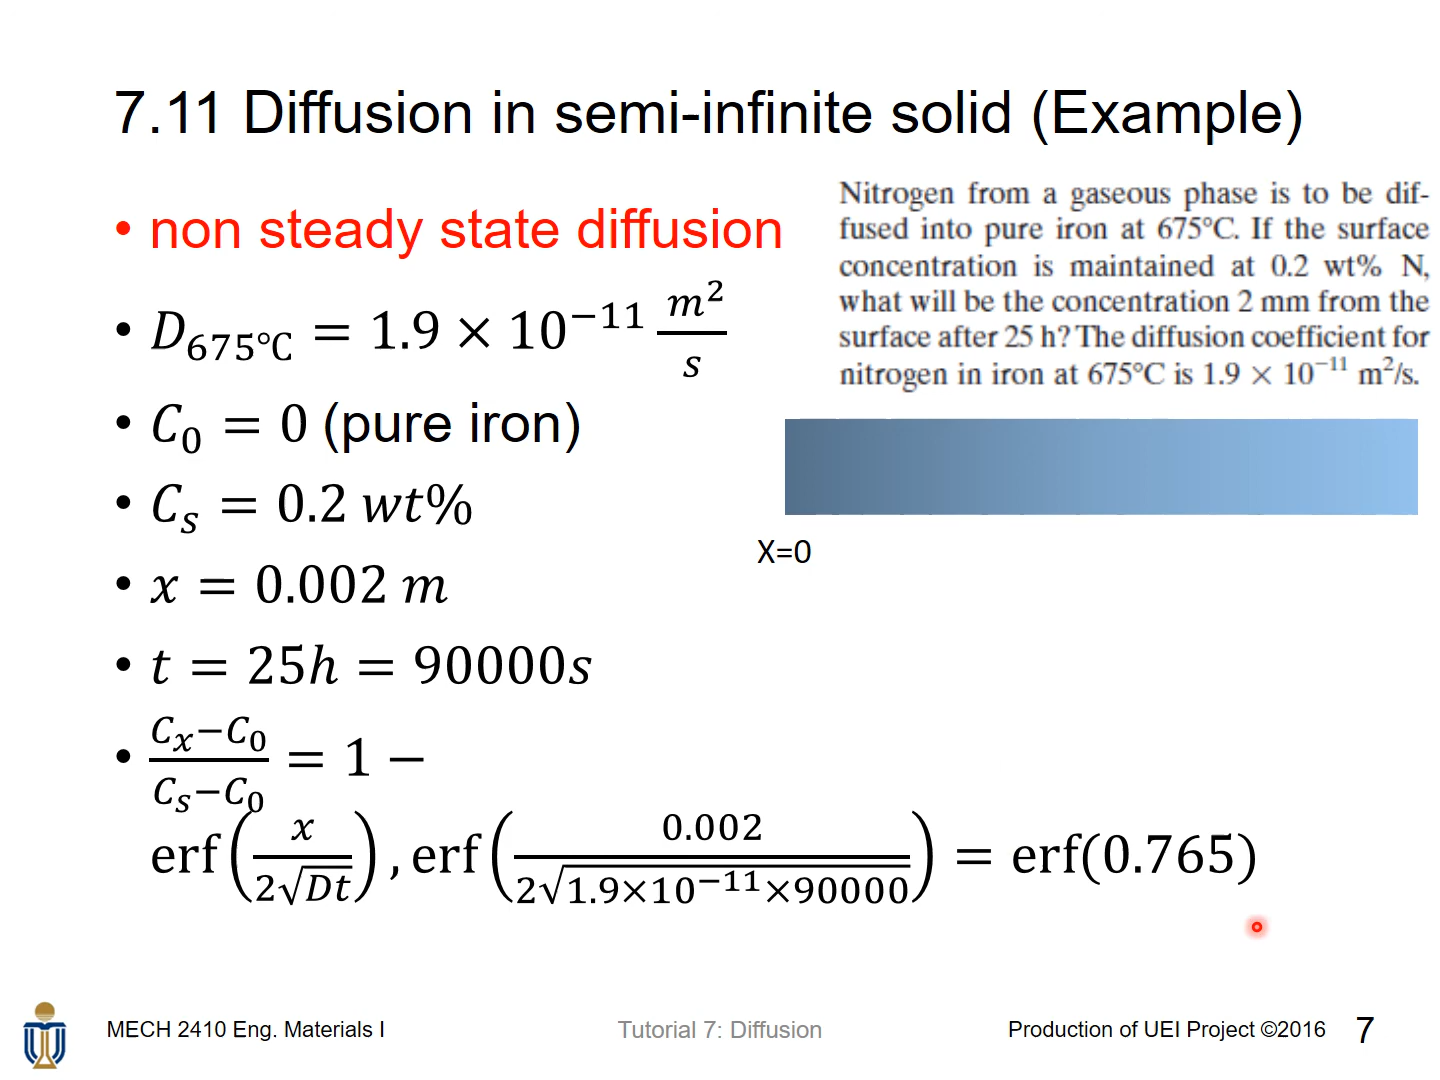 7.11 Diffusion in semi-infinite solid (Example)
• non steady state diffusion
• D₆₇₅℃ = 1.9 × 10⁻¹¹ m²/s
• C₀ = 0 (pure iron)
• Cₛ = 0.2 wt%
• x = 0.002 m
• t = 25h = 90000s
• (Cₓ−C₀)/(Cₛ−C₀) = 1 −
erf(x/(2√Dt)), erf(0.002/(2√1.9×10⁻¹¹×90000)) = erf(0.765)
Nitrogen from a gaseous phase is to be dif-
fused into pure iron at 675°C. If the surface
concentration is maintained at 0.2 wt% N,
what will be the concentration 2 mm from the
surface after 25 h? The diffusion coefficient for
nitrogen in iron at 675°C is 1.9 × 10⁻¹¹ m²/s.
X=0
MECH 2410 Eng. Materials I
Tutorial 7: Diffusion
Production of UEI Project ©2016
7